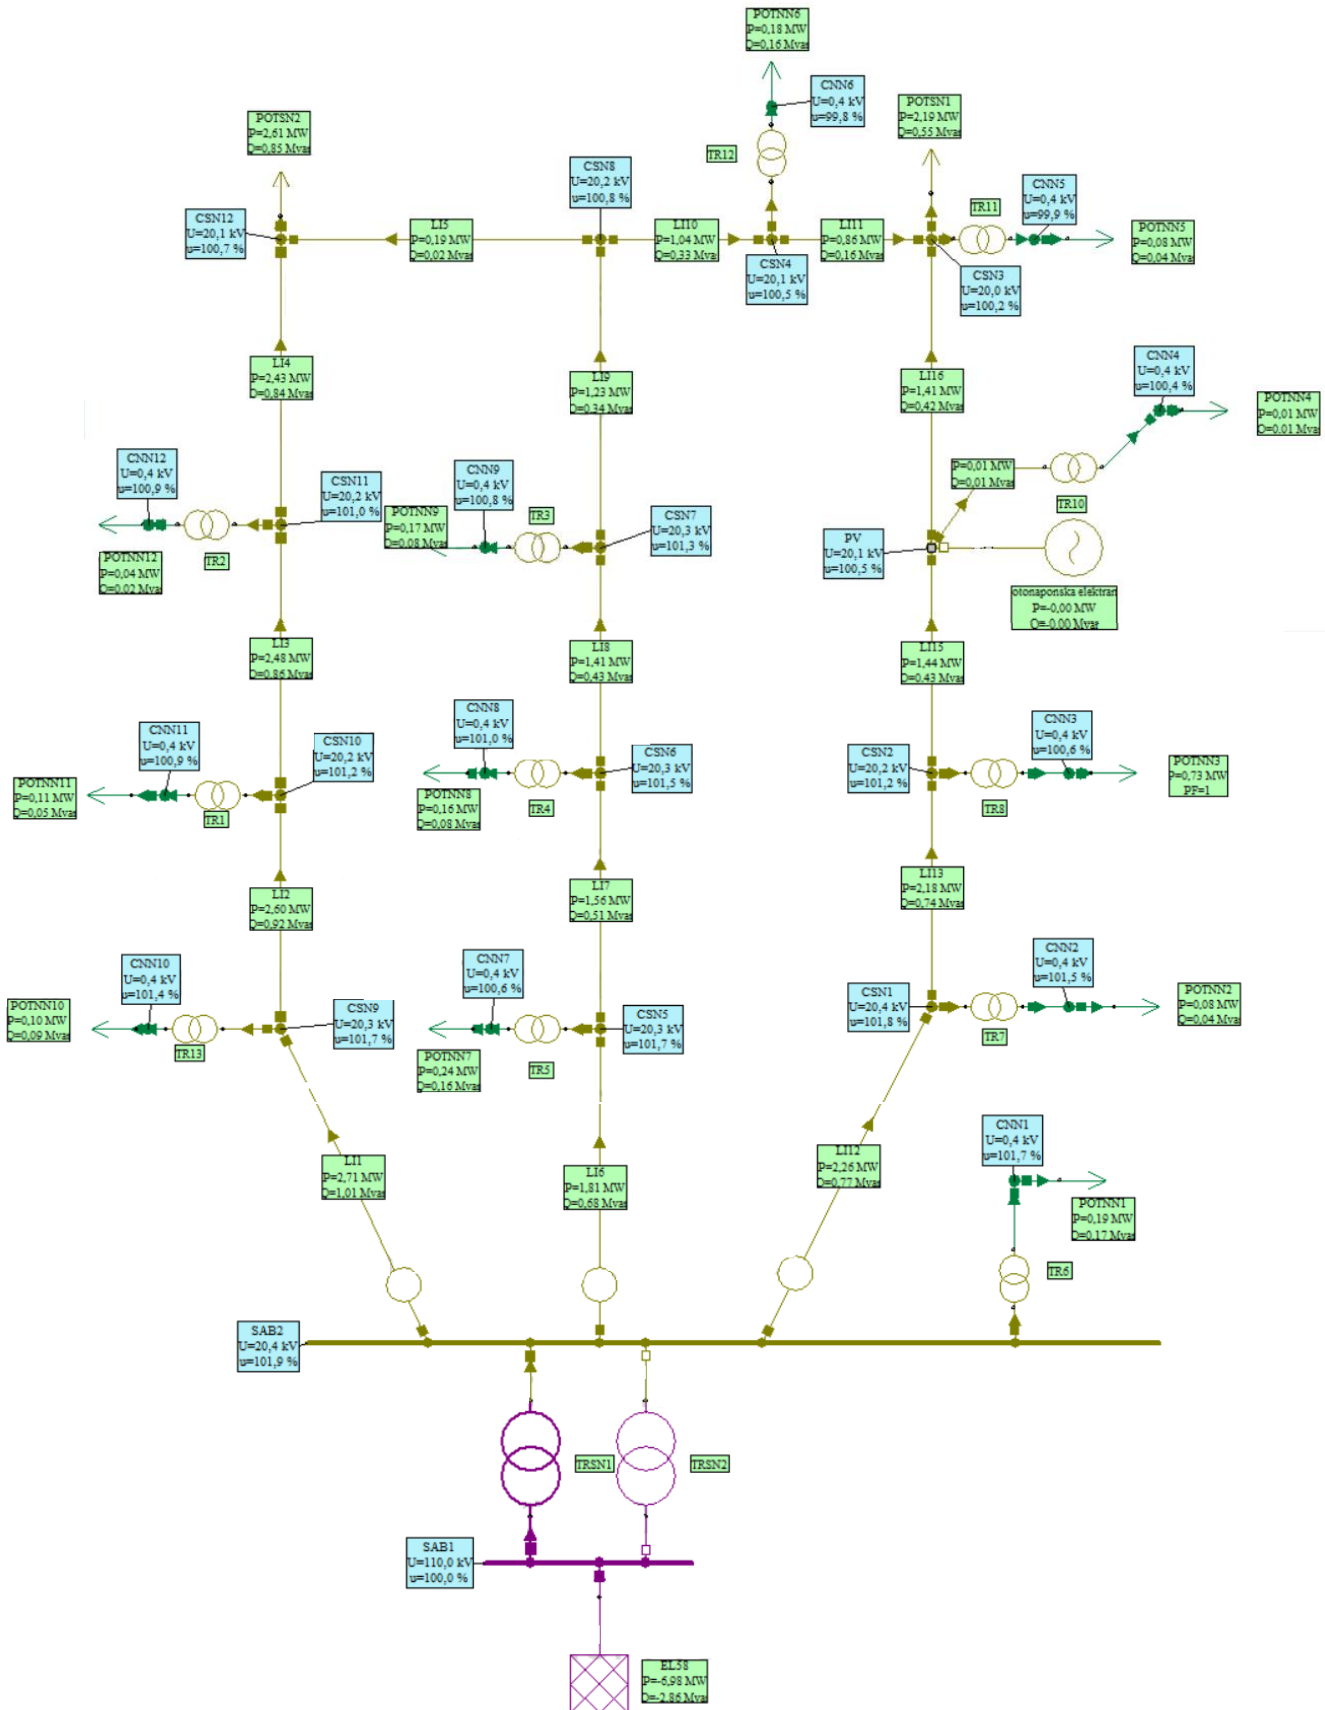 POTNN6
P=0,18 MW
Q=0,16 Mvar
CNN6
U=0,4 kV
u=99,8 %
TR12
POTSN1
P=2,19 MW
Q=0,55 Mvar
POTSN2
P=2,61 MW
Q=0,85 Mvar
CSN8
U=20,2 kV
u=100,8 %
CNN5
U=0,4 kV
u=99,9 %
TR11
CSN12
U=20,1 kV
u=100,7 %
LI5
P=0,19 MW
Q=0,02 Mvar
LI10
P=1,04 MW
Q=0,33 Mvar
LI11
P=0,86 MW
Q=0,16 Mvar
POTNN5
P=0,08 MW
Q=0,04 Mvar
CSN4
U=20,1 kV
u=100,5 %
CSN3
U=20,0 kV
u=100,2 %
LI4
P=2,43 MW
Q=0,84 Mvar
LI9
P=1,23 MW
Q=0,34 Mvar
LI16
P=1,41 MW
Q=0,42 Mvar
CNN4
U=0,4 kV
u=100,4 %
POTNN4
P=0,01 MW
Q=0,01 Mvar
CNN12
U=0,4 kV
u=100,9 %
CSN11
U=20,2 kV
u=101,0 %
CNN9
U=0,4 kV
u=100,8 %
P=0,01 MW
Q=0,01 Mvar
TR10
POTNN9
P=0,17 MW
Q=0,08 Mvar
TR3
CSN7
U=20,3 kV
u=101,3 %
PV
U=20,1 kV
u=100,5 %
TR2
POTNN12
P=0,04 MW
Q=0,02 Mvar
otonaponska elektran
P=-0,00 MW
Q=-0,00 Mvar
LI3
P=2,48 MW
Q=0,86 Mvar
LI8
P=1,41 MW
Q=0,43 Mvar
LI15
P=1,44 MW
Q=0,43 Mvar
CNN11
U=0,4 kV
u=100,9 %
CSN10
U=20,2 kV
u=101,2 %
CNN8
U=0,4 kV
u=101,0 %
CSN6
U=20,3 kV
u=101,5 %
CSN2
U=20,2 kV
u=101,2 %
CNN3
U=0,4 kV
u=100,6 %
POTNN11
P=0,11 MW
Q=0,05 Mvar
TR1
POTNN8
P=0,16 MW
Q=0,08 Mvar
TR4
TR8
POTNN3
P=0,73 MW
PF=1
LI2
P=2,60 MW
Q=0,92 Mvar
LI7
P=1,56 MW
Q=0,51 Mvar
LI13
P=2,18 MW
Q=0,74 Mvar
CNN10
U=0,4 kV
u=101,4 %
CNN7
U=0,4 kV
u=100,6 %
CNN2
U=0,4 kV
u=101,5 %
POTNN10
P=0,10 MW
Q=0,09 Mvar
TR13
CSN9
U=20,3 kV
u=101,7 %
CSN5
U=20,3 kV
u=101,7 %
CSN1
U=20,4 kV
u=101,8 %
POTNN2
P=0,08 MW
Q=0,04 Mvar
POTNN7
P=0,24 MW
Q=0,16 Mvar
TR5
TR7
LI1
P=2,71 MW
Q=1,01 Mvar
LI6
P=1,81 MW
Q=0,68 Mvar
LI12
P=2,26 MW
Q=0,77 Mvar
CNN1
U=0,4 kV
u=101,7 %
POTNN1
P=0,19 MW
Q=0,17 Mvar
TR6
SAB2
U=20,4 kV
u=101,9 %
TRSN1
TRSN2
SAB1
U=110,0 kV
u=100,0 %
EL58
P=-6,98 MW
Q=-2,86 Mvar